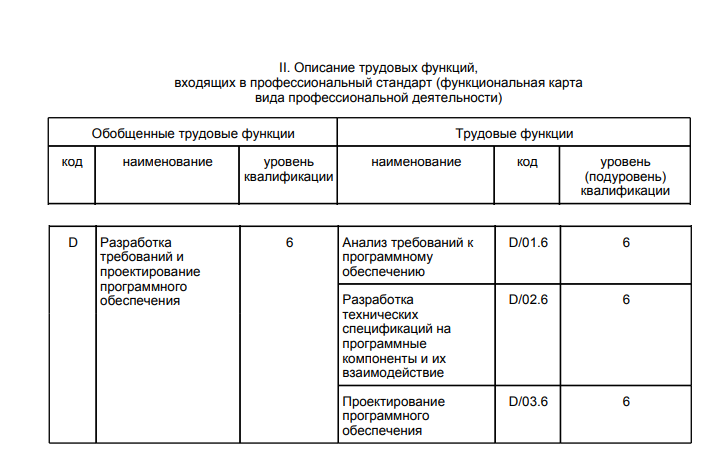 II. Описание трудовых функций,
входящих в профессиональный стандарт (функциональная карта
вида профессиональной деятельности)
Обобщенные трудовые функции
Трудовые функции
код
наименование
уровень
квалификации
наименование
код
уровень
(подуровень)
квалификации
D
Разработка
требований и
проектирование
программного
обеспечения
6
Анализ требований к
программному
обеспечению
D/01.6
6
Разработка
технических
спецификаций на
программные
компоненты и их
взаимодействие
D/02.6
6
Проектирование
программного
обеспечения
D/03.6
6